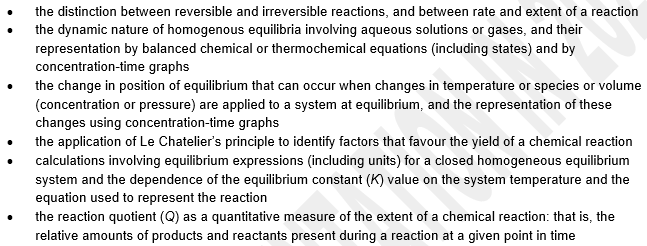 • the distinction between reversible and irreversible reactions, and between rate and extent of a reaction
• the dynamic nature of homogenous equilibria involving aqueous solutions or gases, and their
representation by balanced chemical or thermochemical equations (including states) and by
concentration-time graphs
• the change in position of equilibrium that can occur when changes in temperature or species or volume
(concentration or pressure) are applied to a system at equilibrium, and the representation of these
changes using concentration-time graphs
• the application of Le Chatelier's principle to identify factors that favour the yield of a chemical reaction
• calculations involving equilibrium expressions (including units) for a closed homogeneous equilibrium
system and the dependence of the equilibrium constant (K) value on the system temperature and the
equation used to represent the reaction
• the reaction quotient (Q) as a quantitative measure of the extent of a chemical reaction: that is, the
relative amounts of products and reactants present during a reaction at a given point in time